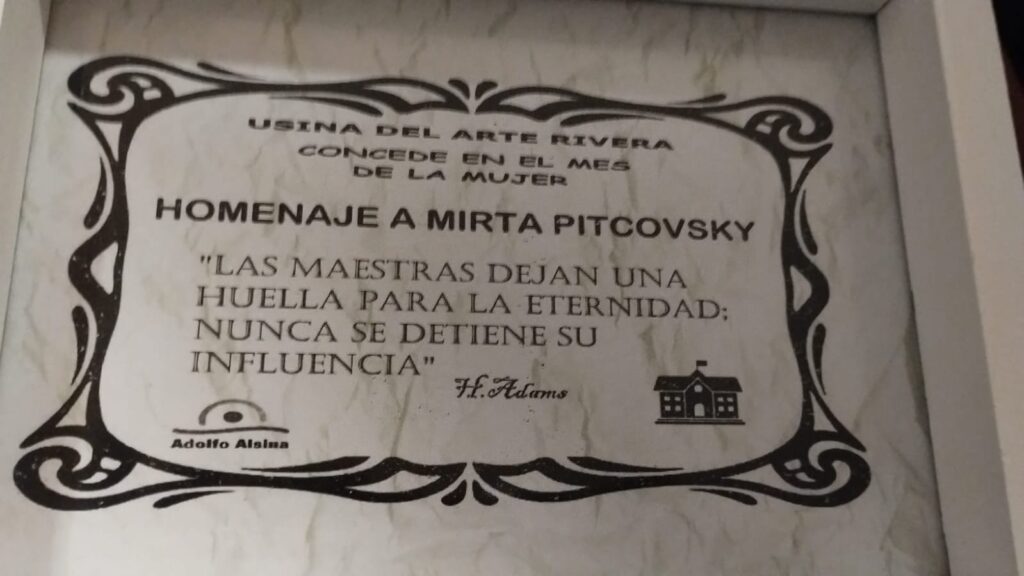 USINA DEL ARTE RIVERA
CONCEDE EN EL MES
DE LA MUJER
HOMENAJE A MIRTA PITCOVSKY
"LAS MAESTRAS DEJAN UNA
HUELLA PARA LA ETERNIDAD;
NUNCA SE DETIENE SU
INFLUENCIA"
H. Adams
Adolfo Alsina